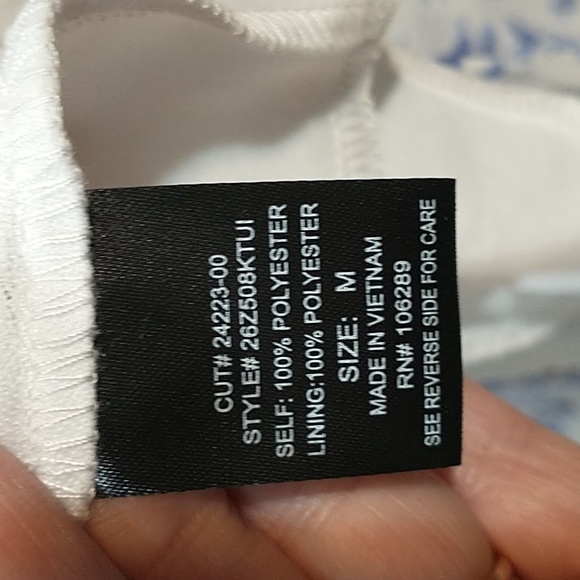 CUT# 24223-00
STYLE# 26Z508KTUI
SELF: 100% POLYESTER
LINING:100% POLYESTER
SIZE: M
MADE IN VIETNAM
RN# 106289
SEE REVERSE SIDE FOR CARE